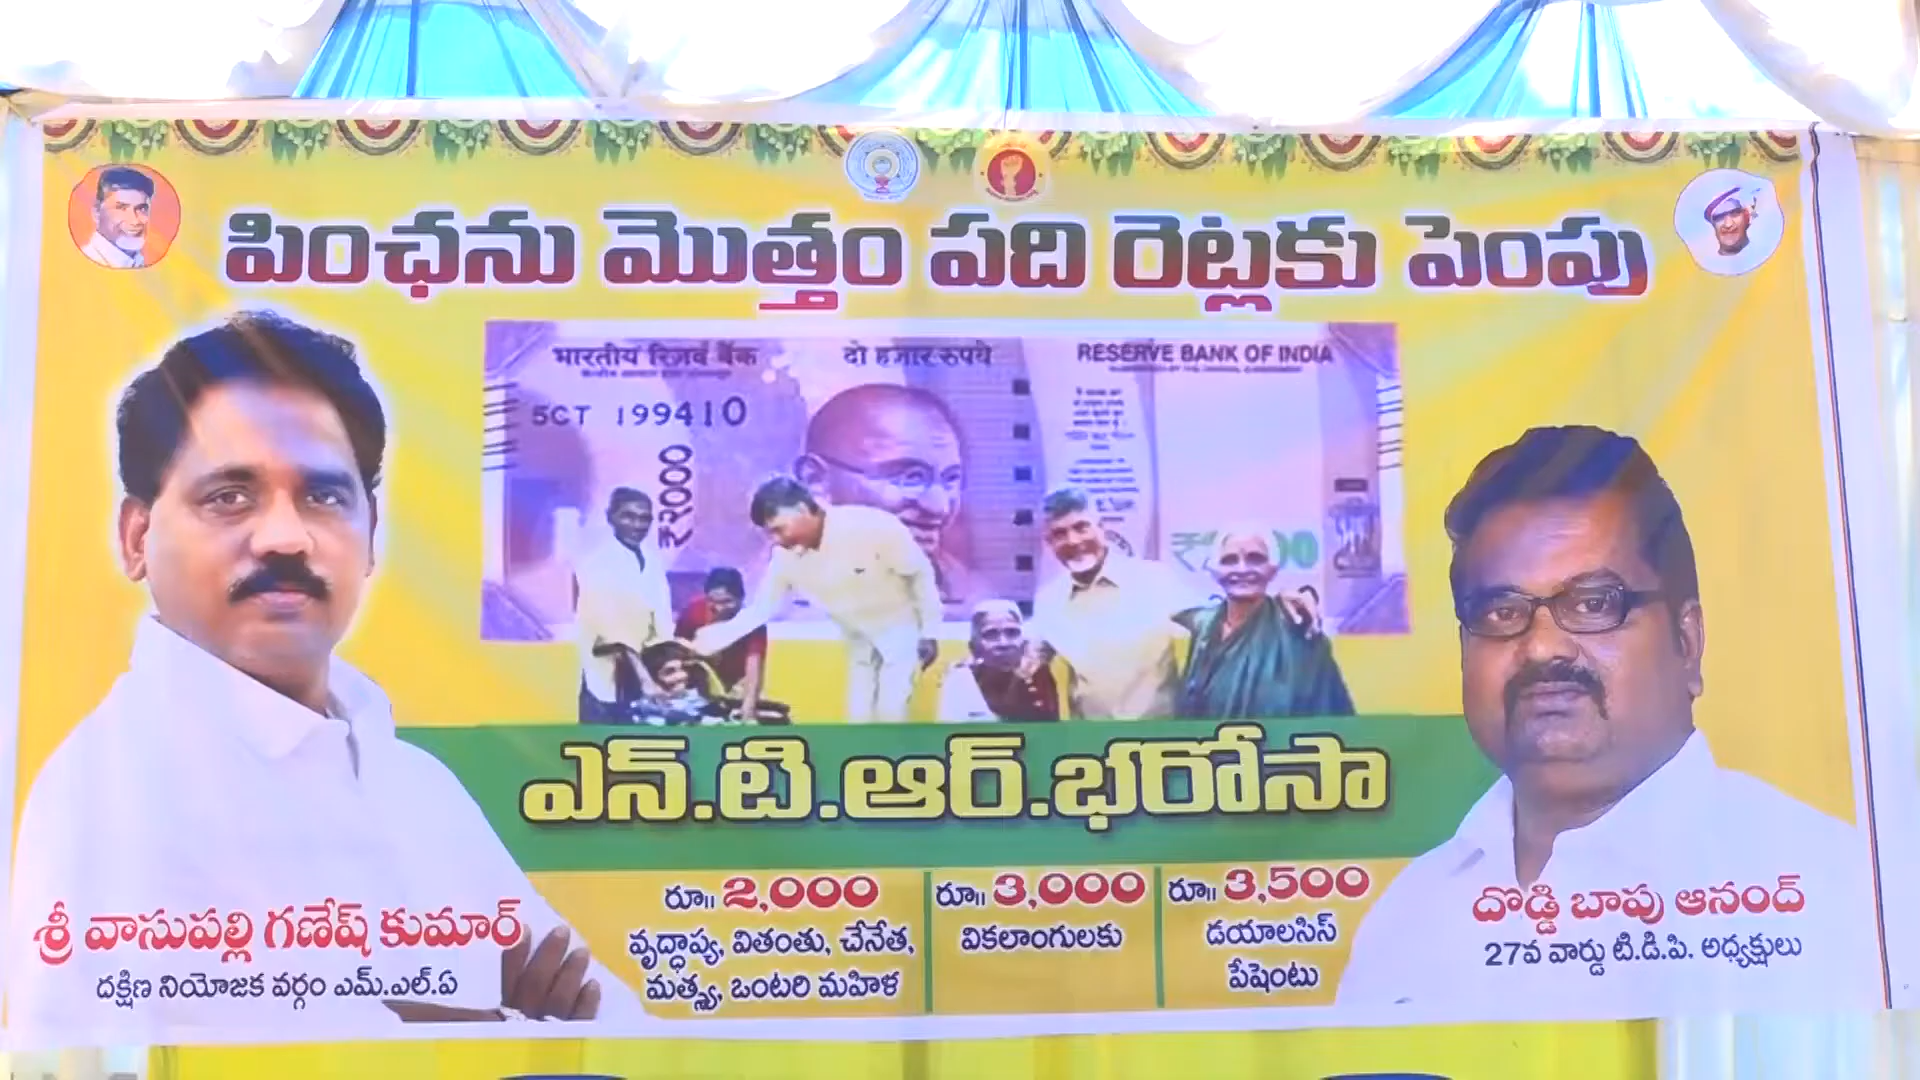 పింఛను మొత్తం పది రెట్లకు పెంపు
भारतीय रिज़र्व बैंक
दो हजार रुपये
RESERVE BANK OF INDIA
5CT 199410
₹2000
ఎన్.టి.ఆర్.భరోసా
రూ॥ 2,000
వృద్ధాప్య, వితంతు, చేనేత,
మత్స్య, ఒంటరి మహిళ
రూ॥ 3,000
వికలాంగులకు
రూ॥ 3,500
డయాలసిస్
పేషెంటు
శ్రీ వాసుపల్లి గణేష్ కుమార్
దక్షిణ నియోజక వర్గం ఎమ్.ఎల్.ఏ
దొడ్డి బాపు ఆనంద్
27వ వార్డు టి.డి.పి. అధ్యక్షులు